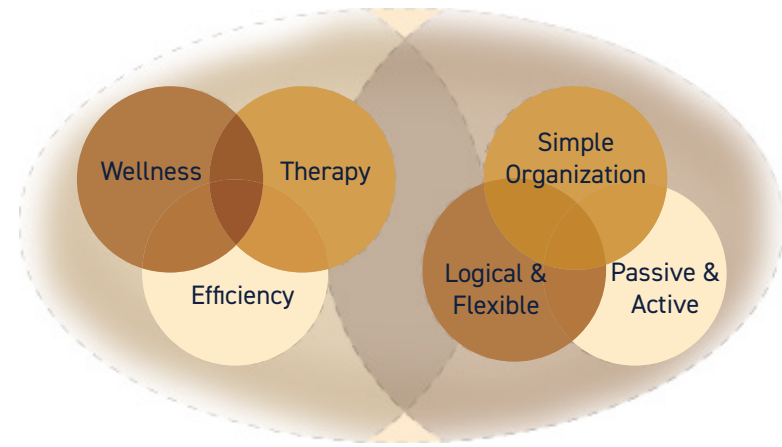 Wellness
Therapy
Efficiency
Simple
Organization
Logical &
Flexible
Passive &
Active